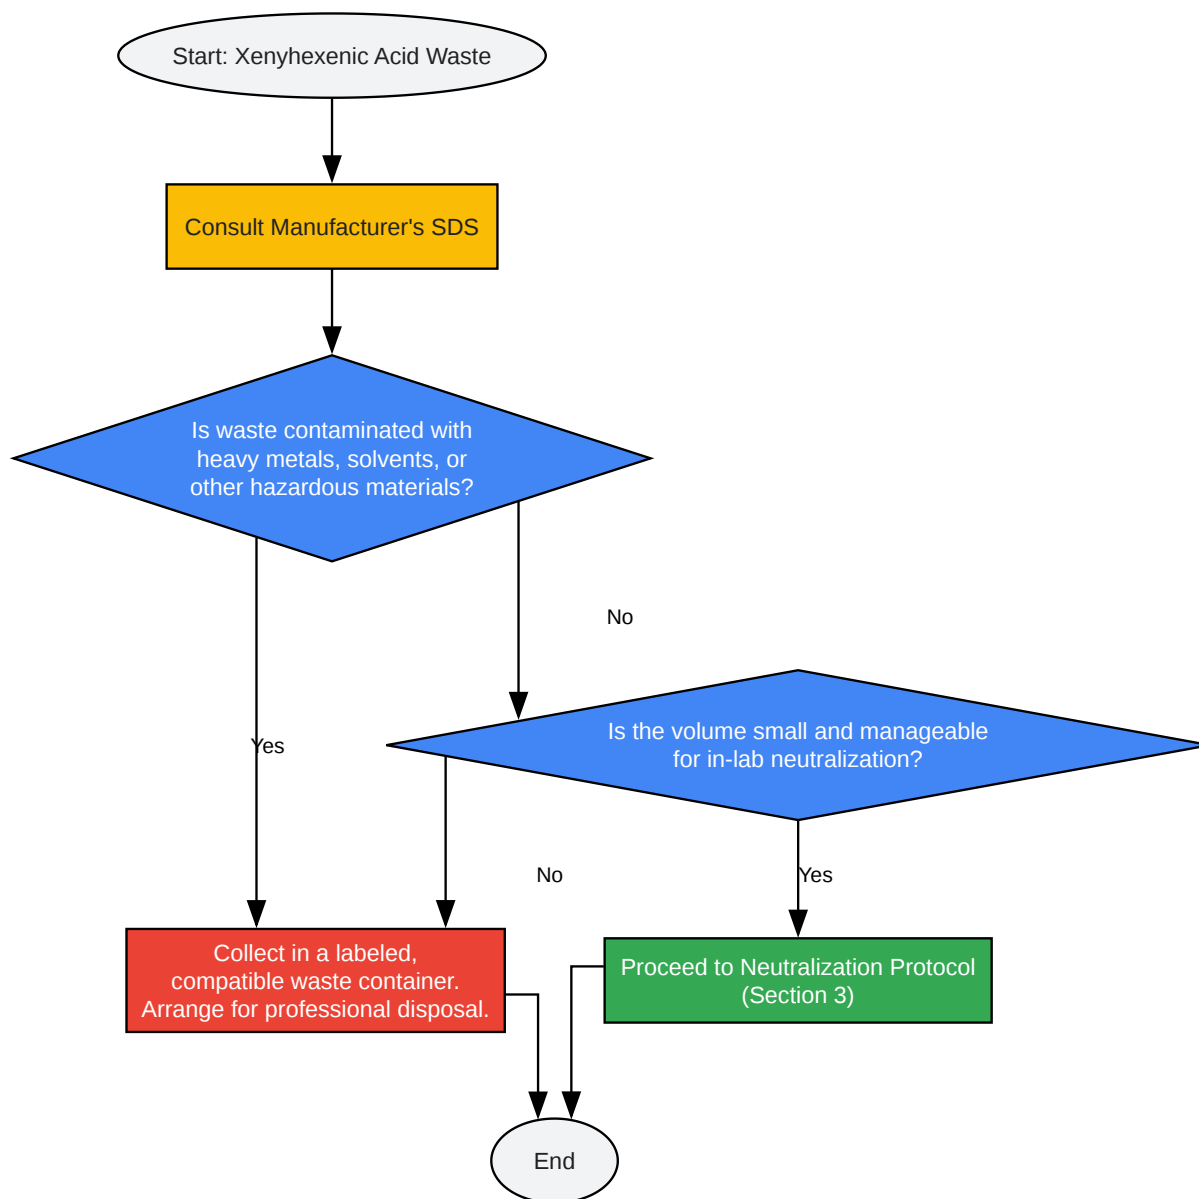 Start: Xenyhexenic Acid Waste
Consult Manufacturer's SDS
Is waste contaminated with
heavy metals, solvents, or
other hazardous materials?
No
Is the volume small and manageable
for in-lab neutralization?
Yes
No
Yes
Collect in a labeled,
compatible waste container.
Arrange for professional disposal.
Proceed to Neutralization Protocol
(Section 3)
End